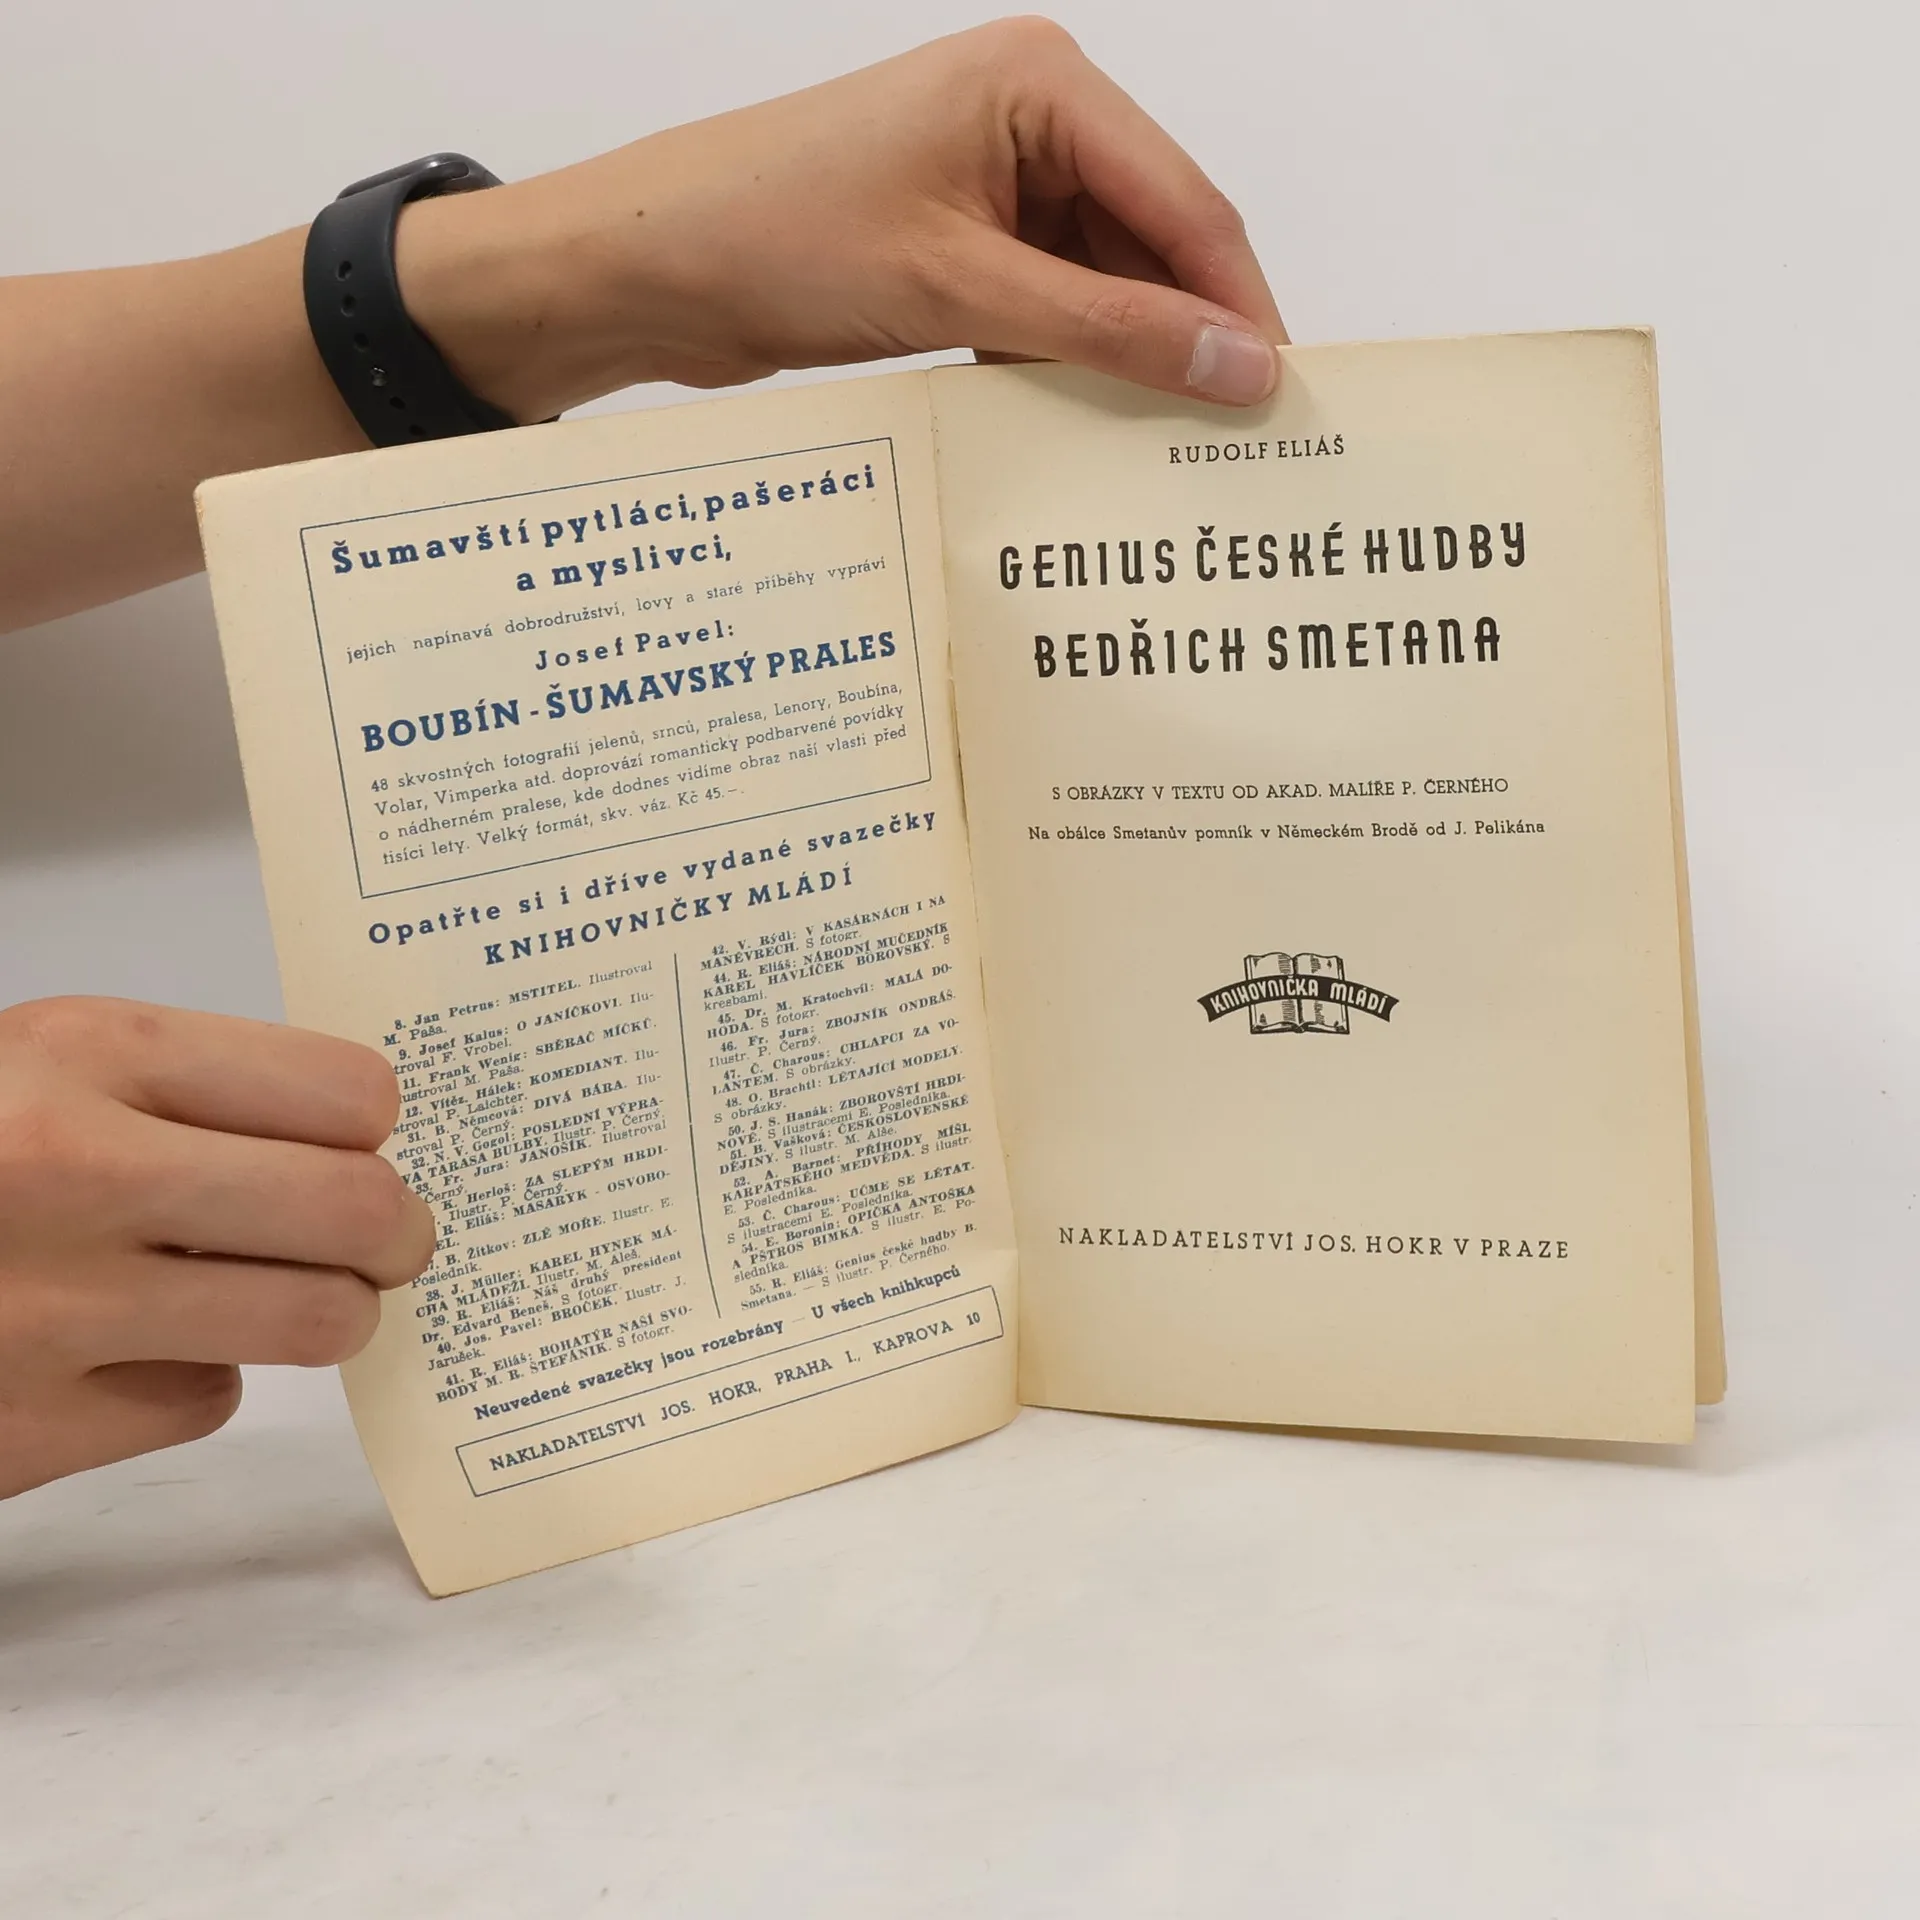 Šumavští pytláci, pašeráci
a myslivci,
jejich napínavá dobrodružství, lovy a staré příběhy vypráví
Josef Pavel:
BOUBÍN - ŠUMAVSKÝ PRALES
48 skvostných fotografií jelenů, srnců, pralesa, Lenory, Boubína,
Volar, Vimperka atd. doprovází romanticky podbarvené povídky
o nádherném pralese, kde dodnes vidíme obraz naší vlasti před
tisíci lety. Velký formát, skv. váz. Kč 45.–.
Opatřte si i dříve vydané svazečky
KNIHOVNIČKY MLÁDÍ
8. Jan Petrus: MSTITEL. Ilustroval
M. Paša.
9. Josef Kalus: O JANÍČKOVI. Ilu-
stroval F. Vrobel.
11. Frank Wenig: SBĚRAČ MÍČKŮ.
lustroval M. Paša.
12. Vítěz. Hálek: KOMEDIANT. Ilu-
stroval P. Laichter.
31. B. Němcová: DIVÁ BÁRA. Ilu-
stroval P. Černý.
32. N. V. Gogol: POSLEDNÍ VÝPRA-
VA TARASA BULBY. Ilustr. P. Černý.
33. Fr. Jura: JANOŠÍK. Ilustroval
Černý.
K. Herloš: ZA SLEPÝM HRDI-
Ilustr. P. Černý.
R. Eliáš: MASARYK - OSVOBO-
EL.
B. Žitkov: ZLÉ MOŘE. Ilustr. E.
Posledník.
38. J. Müller: KAREL HYNEK MÁ-
CHA MLÁDEŽI. Ilustr. M. Aleš.
39. R. Eliáš: Náš druhý president
Dr. Edvard Beneš. S fotogr.
40. Jos. Pavel: BROČEK. Ilustr. J.
Jarušek.
41. R. Eliáš: BOHATÝR NAŠÍ SVO-
BODY M. R. ŠTEFÁNIK. S fotogr.
42. V. Rýdl: V KASÁRNÁCH I NA
MANÉVRECH. S fotogr.
44. R. Eliáš: NÁRODNÍ MUČEDNÍK
KAREL HAVLÍČEK BOROVSKÝ. S
kresbami.
45. Dr. M. Kratochvíl: MALÁ DO-
HODA. S fotogr.
46. Fr. Jura: ZBOJNÍK ONDRÁŠ.
Ilustr. P. Černý.
47. Č. Charous: CHLAPCI ZA VO-
LANTEM. S obrázky.
48. O. Brachtl: LÉTAJÍCÍ MODELY.
S obrázky.
50. J. S. Hanák: ZBOROVŠTÍ HRDI-
NOVÉ. S ilustracemi E. Posledníka.
51. B. Vašková: ČESKOSLOVENSKÉ
DĚJINY. S ilustr. M. Alše.
52. A. Barnet: PŘÍHODY MÍŠI,
KARPATSKÉHO MEDVĚDA. S ilustr.
E. Posledníka.
53. Č. Charous: UČME SE LÉTAT.
S ilustracemi E. Posledníka.
54. E. Boronin: OPIČKA ANTOŠKA
A PŠTROS BIMKA. S ilustr. E. Po-
sledníka.
55. R. Eliáš: Genius české hudby B.
Smetana. — S ilustr. P. Černého.
Neuvedené svazečky jsou rozebrány — U všech knihkupců
NAKLADATELSTVÍ JOS. HOKR, PRAHA I., KAPROVA 10
RUDOLF ELIÁŠ
GENIUS ČESKÉ HUDBY
BEDŘICH SMETANA
S OBRÁZKY V TEXTU OD AKAD. MALÍŘE P. ČERNÉHO
Na obálce Smetanův pomník v Německém Brodě od J. Pelikána
KNIHOVNIČKA MLÁDÍ
NAKLADATELSTVÍ JOS. HOKR V PRAZE